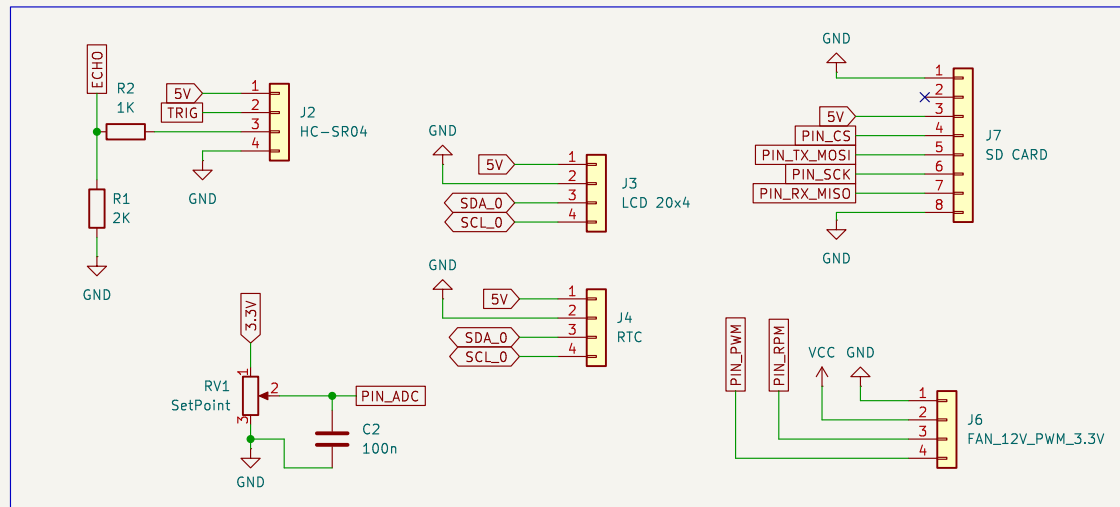 ECHO
R2
1K
5V
TRIG
1
2
3
4
J2
HC-SR04
GND
R1
2K
GND
GND
5V
SDA_0
SCL_0
1
2
3
4
J3
LCD 20x4
GND
5V
SDA_0
SCL_0
1
2
3
4
J4
RTC
GND
5V
PIN_CS
PIN_TX_MOSI
PIN_SCK
PIN_RX_MISO
1
2
3
4
5
6
7
8
J7
SD CARD
GND
3.3V
RV1
SetPoint
1
2
3
PIN_ADC
C2
100n
GND
PIN_PWM
PIN_RPM
VCC
GND
1
2
3
4
J6
FAN_12V_PWM_3.3V